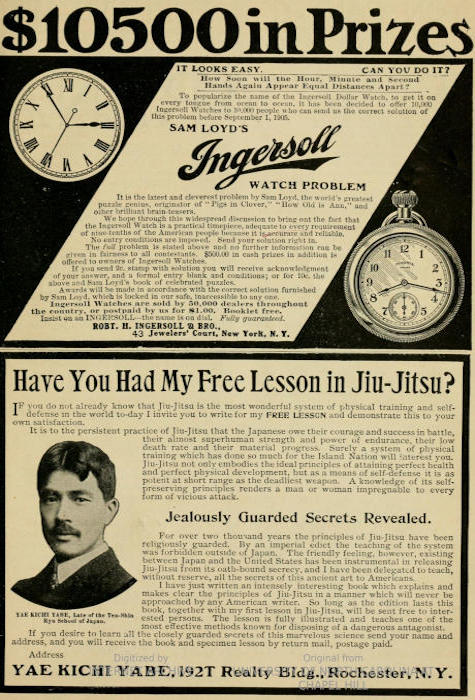 $10500 in Prizes
IT LOOKS EASY. CAN YOU DO IT?
How Soon will the Hour, Minute and Second
Hands Again Appear Equal Distances Apart?
To popularize the name of the Ingersoll Dollar Watch, to get it on
every tongue from ocean to ocean, it has been decided to offer 10,000
Ingersoll Watches to 10,000 people who can send us the correct solution of
this problem before September 1, 1905.
SAM LOYD'S
Ingersoll
WATCH PROBLEM
It is the latest and cleverest problem by Sam Loyd, the world's greatest
puzzle genius, originator of "Pigs in Clover," "How Old is Ann," and
other brilliant brain-teasers.
We hope through this widespread discussion to bring out the fact that
the Ingersoll Watch is a practical timepiece, adequate to every requirement
of nine-tenths of the American people because it is accurate and reliable.
No entry conditions are imposed. Send your solution right in.
The full problem is stated above and no further information can be
given in fairness to all contestants. $500.00 in cash prizes in addition is
offered to owners of Ingersoll Watches.
If you send 2c. stamp with solution you will receive acknowledgment
of your answer, and a formal entry blank and conditions; or for 10c. the
above and Sam Loyd's book of celebrated puzzles.
Awards will be made in accordance with the correct solution furnished
by Sam Loyd, which is locked in our safe, inaccessible to any one.
Ingersoll Watches are sold by 50,000 dealers throughout
the country, or postpaid by us for $1.00. Booklet free.
Insist on an INGERSOLL—the name is on dial. Fully guaranteed.
ROBT. H. INGERSOLL & BRO.,
43 Jewelers' Court, New York, N. Y.
Have You Had My Free Lesson in Jiu-Jitsu?
IF you do not already know that Jiu-Jitsu is the most wonderful system of physical training and self-
defense in the world to-day I invite you to write for my FREE LESSON and demonstrate this to your
own satisfaction.
It is to the persistent practice of Jiu-Jitsu that the Japanese owe their courage and success in battle,
their almost superhuman strength and power of endurance, their low
death rate and their material progress. Surely a system of physical
training which has done so much for the Island Nation will interest you.
Jiu-Jitsu not only embodies the ideal principles of attaining perfect health
and perfect physical development, but as a means of self-defense it is as
potent at short range as the deadliest weapon. A knowledge of its self-
preserving principles renders a man or woman impregnable to every
form of vicious attack.
Jealously Guarded Secrets Revealed.
For over two thousand years the principles of Jiu-Jitsu have been
religiously guarded. By an imperial edict the teaching of the system
was forbidden outside of Japan. The friendly feeling, however, existing
between Japan and the United States has been instrumental in releasing
Jiu-Jitsu from its oath-bound secrecy, and I have been delegated to teach,
without reserve, all the secrets of this ancient art to Americans.
I have just written an intensely interesting book which explains and
makes clear the principles of Jiu-Jitsu in a manner which will never be
approached by any American writer. So long as the edition lasts this
book, together with my first lesson in Jiu-Jitsu, will be sent free to inter-
ested persons. The lesson is fully illustrated and teaches one of the
most effective methods known for disposing of a dangerous antagonist.
YAE KICHI YABE, Late of the Ten-Shin
Ryu School of Japan.
If you desire to learn all the closely guarded secrets of this marvelous science send your name and
address, and you will receive the book and specimen lesson by return mail, postage paid.
Address
YAE KICHI YABE, 192T Realty Bldg., Rochester, N. Y.
Digitized by
Original from
CHAPEL HILL